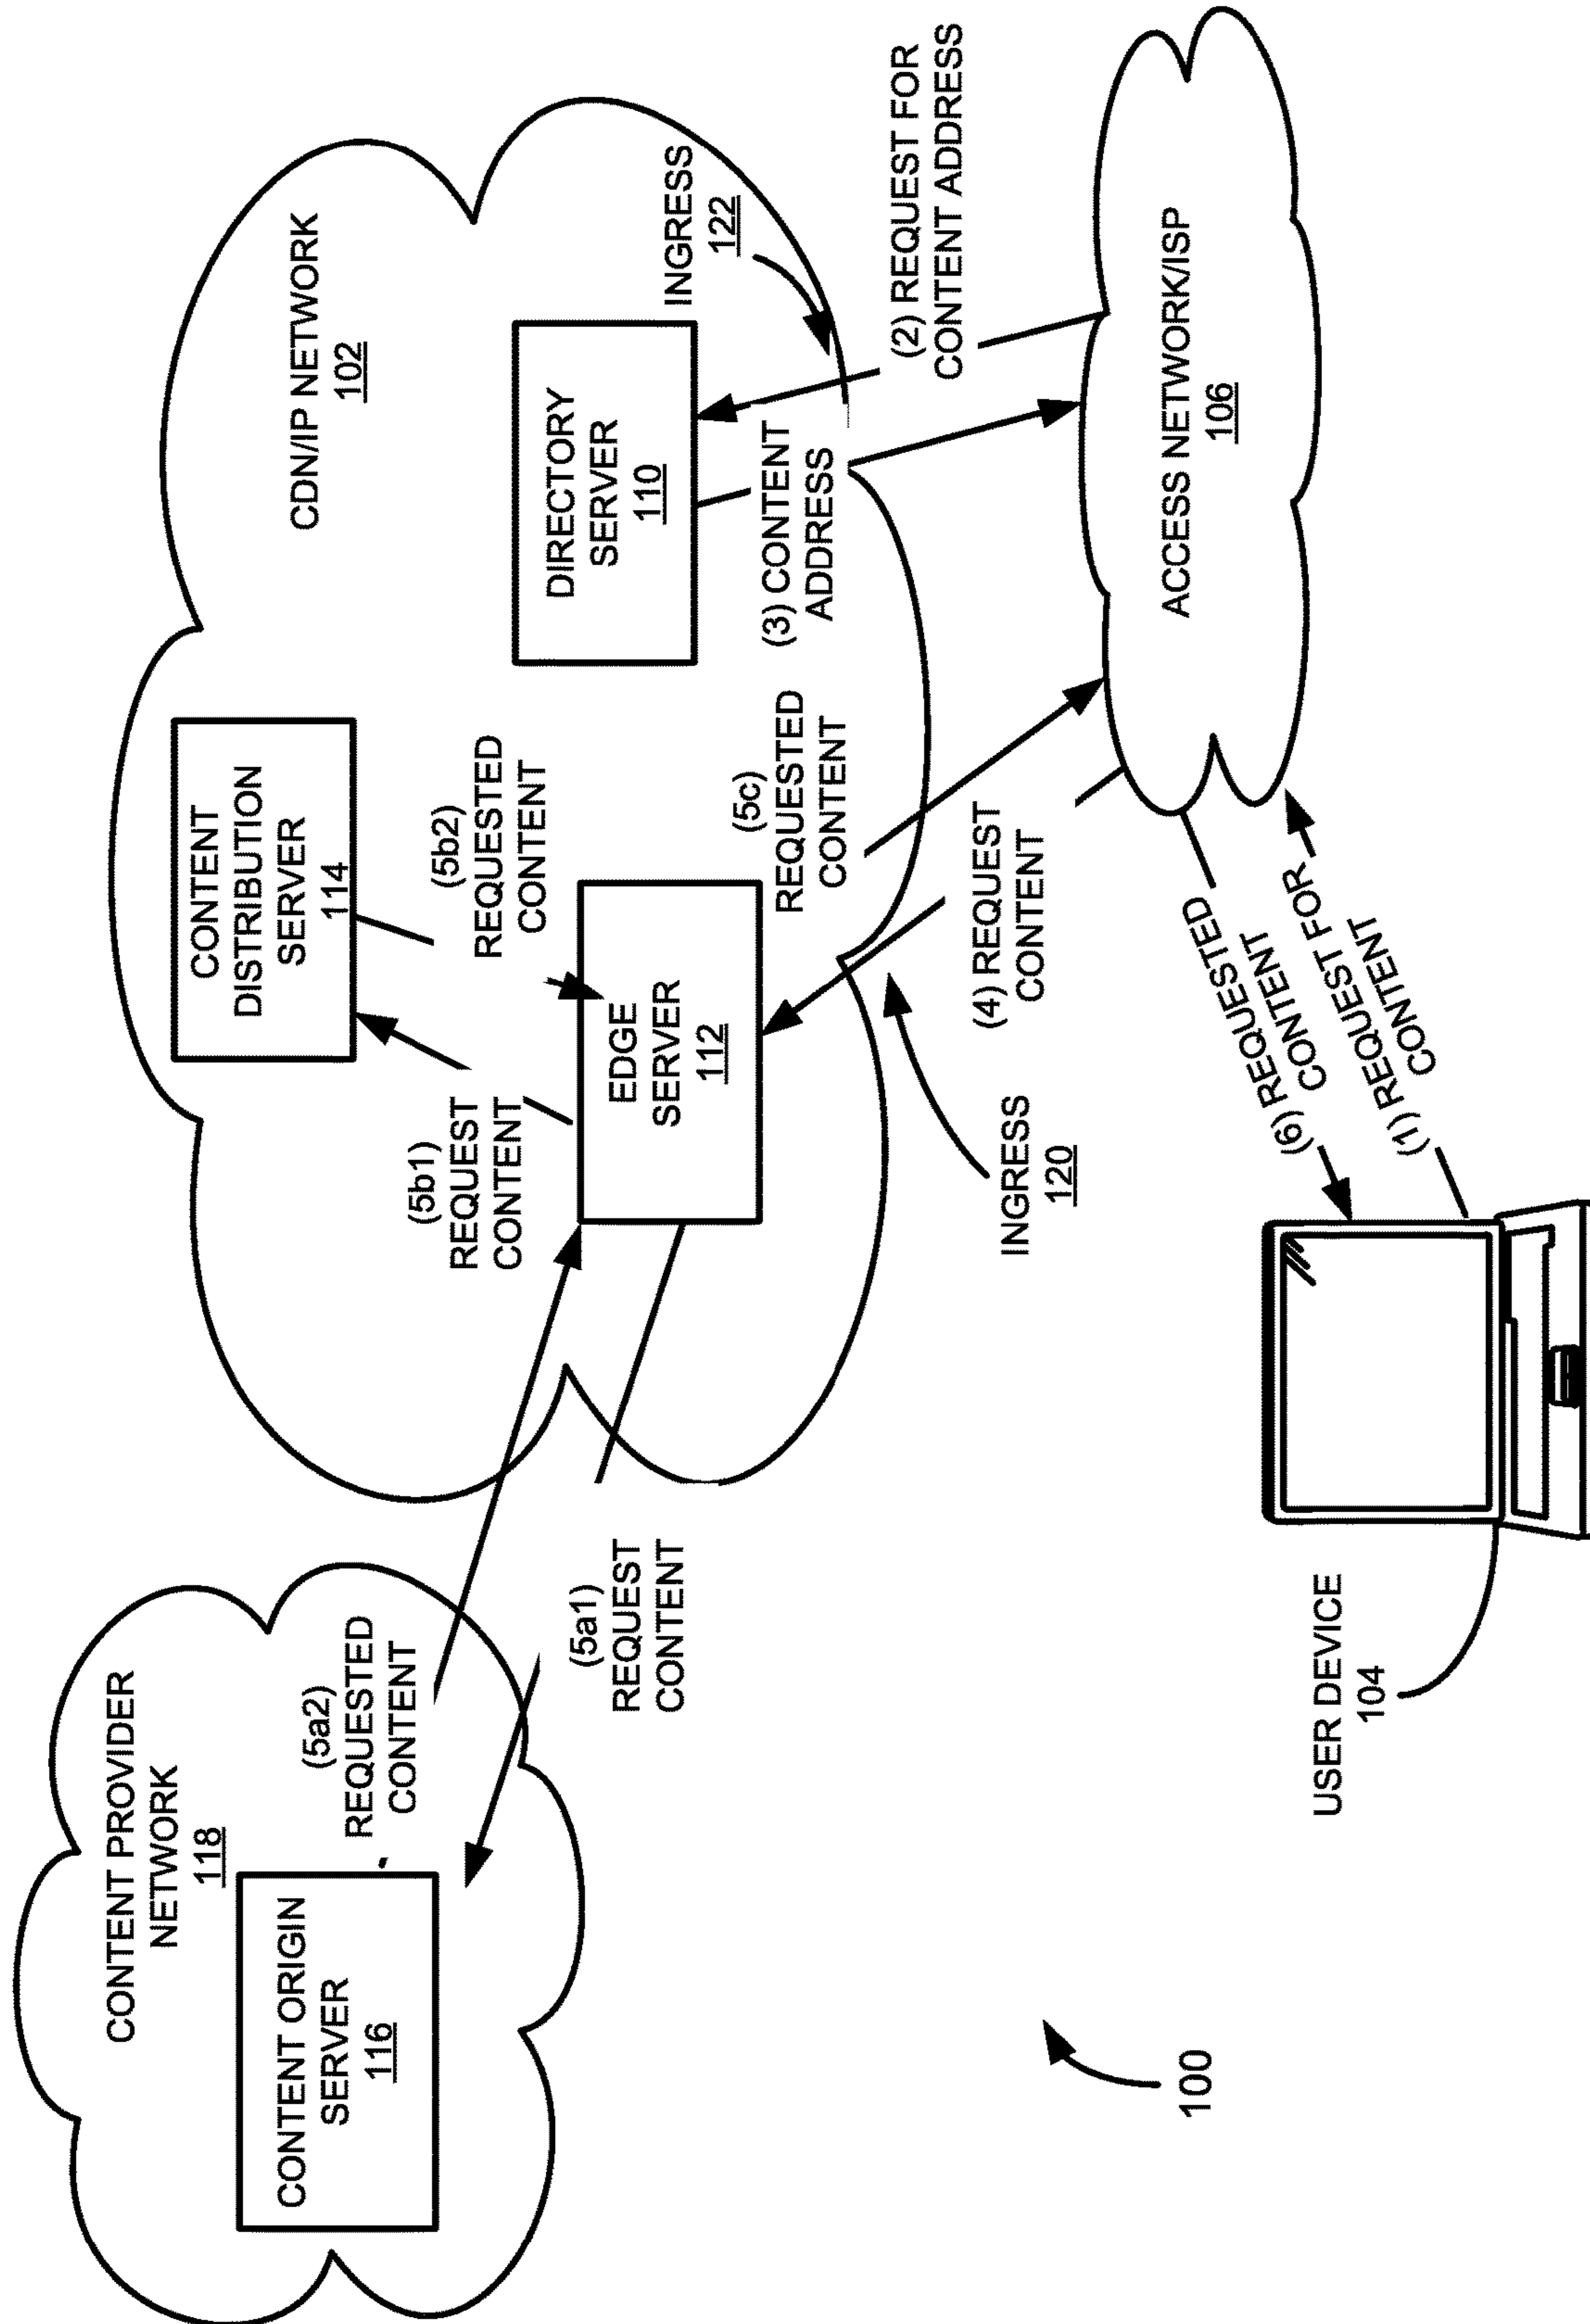 CONTENT PROVIDER
NETWORK
118
CONTENT ORIGIN
SERVER
116
(5a2)
REQUESTED
CONTENT
(5a1)
REQUEST
CONTENT
CDN/IP NETWORK
102
CONTENT
DISTRIBUTION
SERVER
114
(5b1)
REQUEST
CONTENT
(5b2)
REQUESTED
CONTENT
EDGE
SERVER
112
DIRECTORY
SERVER
110
INGRESS
122
(3) CONTENT
ADDRESS
(2) REQUEST FOR
CONTENT ADDRESS
(5c)
REQUESTED
CONTENT
(4) REQUEST
CONTENT
INGRESS
120
ACCESS NETWORK/ISP
106
(6) REQUESTED
CONTENT
(1) REQUEST FOR
CONTENT
USER DEVICE
104
100